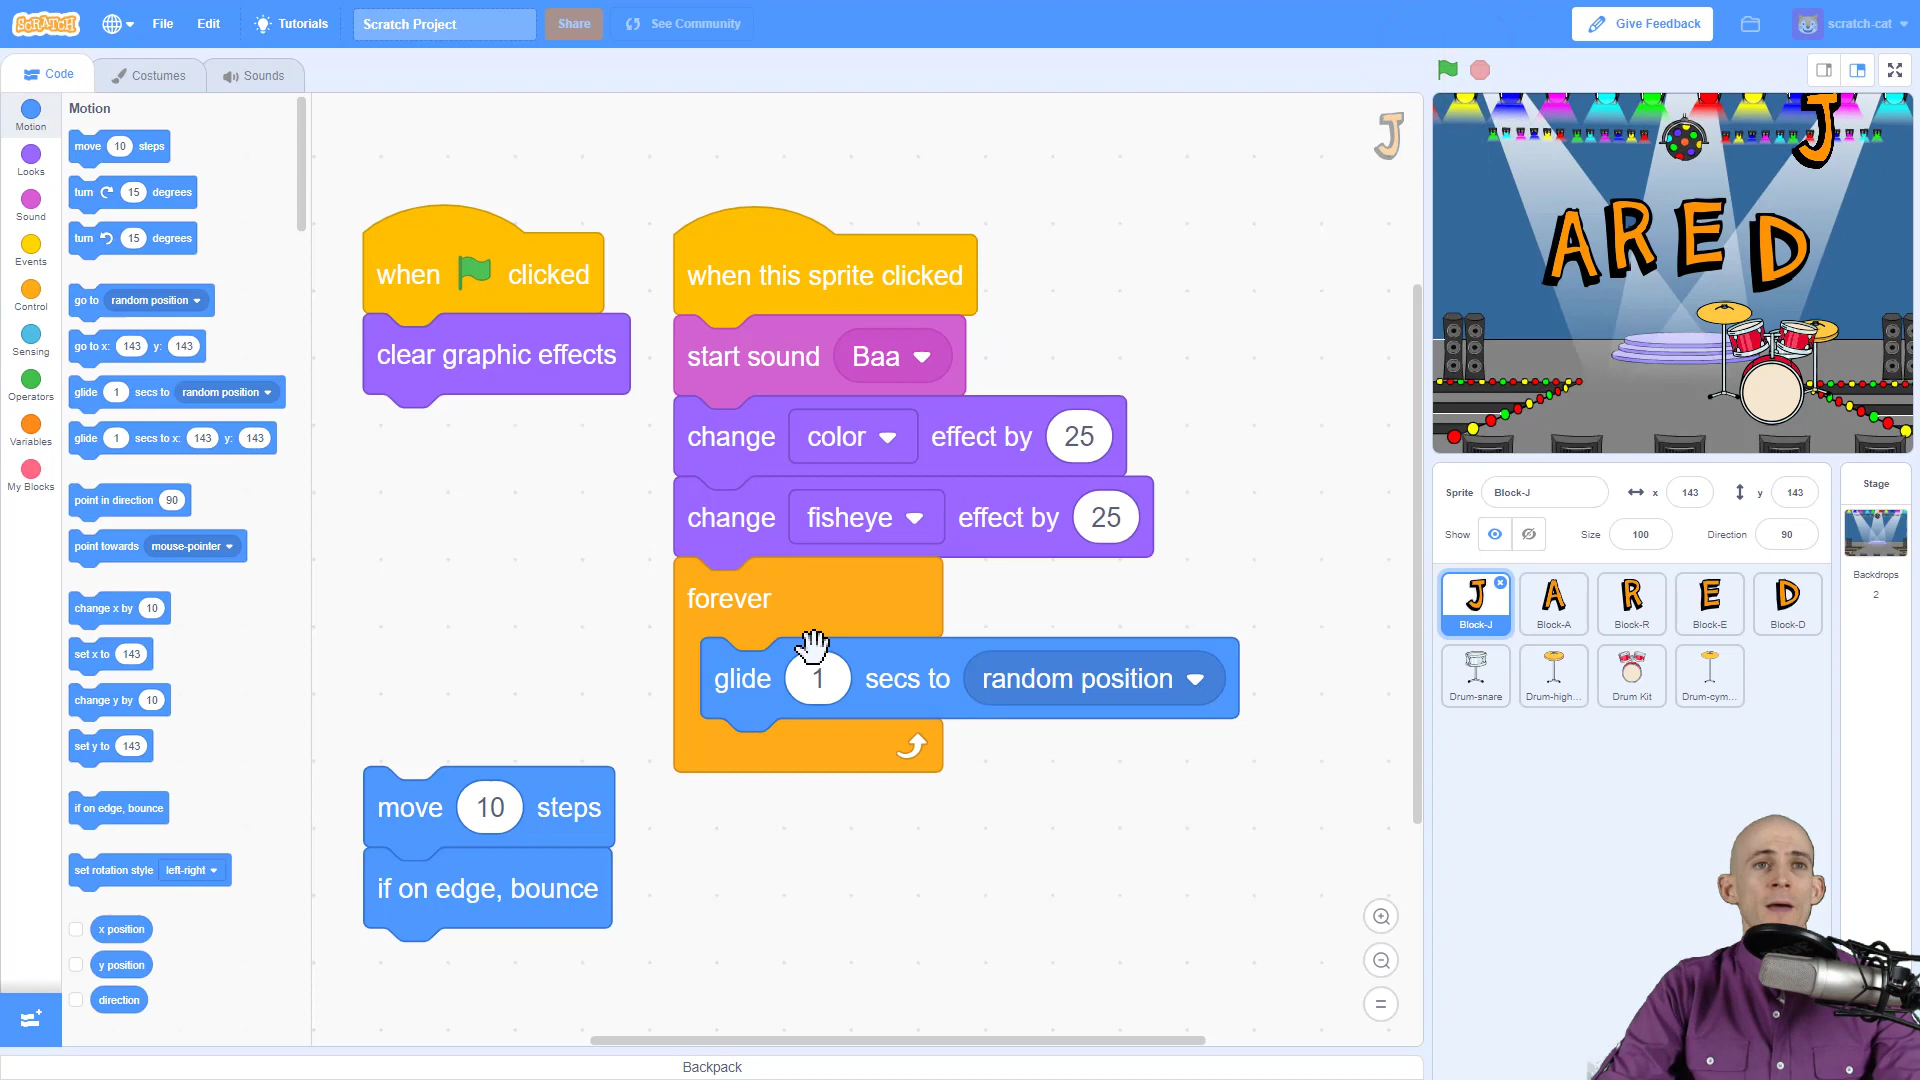 SCRATCH
File
Edit
Tutorials
Scratch Project
Share
See Community
Give Feedback
scratch-cat
Code
Costumes
Sounds
Motion
Looks
Sound
Events
Control
Sensing
Operators
Variables
My Blocks
Motion
move 10 steps
turn 15 degrees
turn 15 degrees
go to random position
go to x: 143 y: 143
glide 1 secs to random position
glide 1 secs to x: 143 y: 143
point in direction 90
point towards mouse-pointer
change x by 10
set x to 143
change y by 10
set y to 143
if on edge, bounce
set rotation style left-right
x position
y position
direction
when clicked
clear graphic effects
move 10 steps
if on edge, bounce
when this sprite clicked
start sound Baa
change color effect by 25
change fisheye effect by 25
forever
glide 1 secs to random position
J
J
ARED
Sprite Block-J x 143 y 143
Show Size 100 Direction 90
J A R E D
Block-J Block-A Block-R Block-E Block-D
Drum-snare Drum-high... Drum Kit Drum-cym...
Stage
Backdrops
2
Backpack